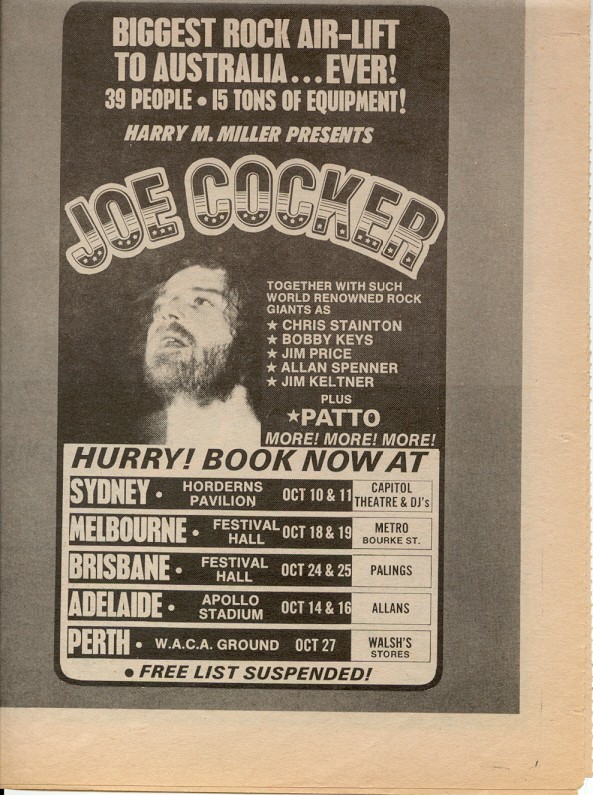 BIGGEST ROCK AIR-LIFT
TO AUSTRALIA...EVER!
39 PEOPLE • 15 TONS OF EQUIPMENT!
HARRY M. MILLER PRESENTS
JOE COCKER
TOGETHER WITH SUCH
WORLD RENOWNED ROCK
GIANTS AS
★ CHRIS STAINTON
★ BOBBY KEYS
★ JIM PRICE
★ ALLAN SPENNER
★ JIM KELTNER
PLUS
★PATTO
MORE! MORE! MORE!
HURRY! BOOK NOW AT
SYDNEY • HORDERNS PAVILION OCT 10 & 11 CAPITOL THEATRE & DJ's
MELBOURNE • FESTIVAL HALL OCT 18 & 19 METRO BOURKE ST.
BRISBANE • FESTIVAL HALL OCT 24 & 25 PALINGS
ADELAIDE • APOLLO STADIUM OCT 14 & 16 ALLANS
PERTH • W.A.C.A. GROUND OCT 27 WALSH'S STORES
• FREE LIST SUSPENDED!